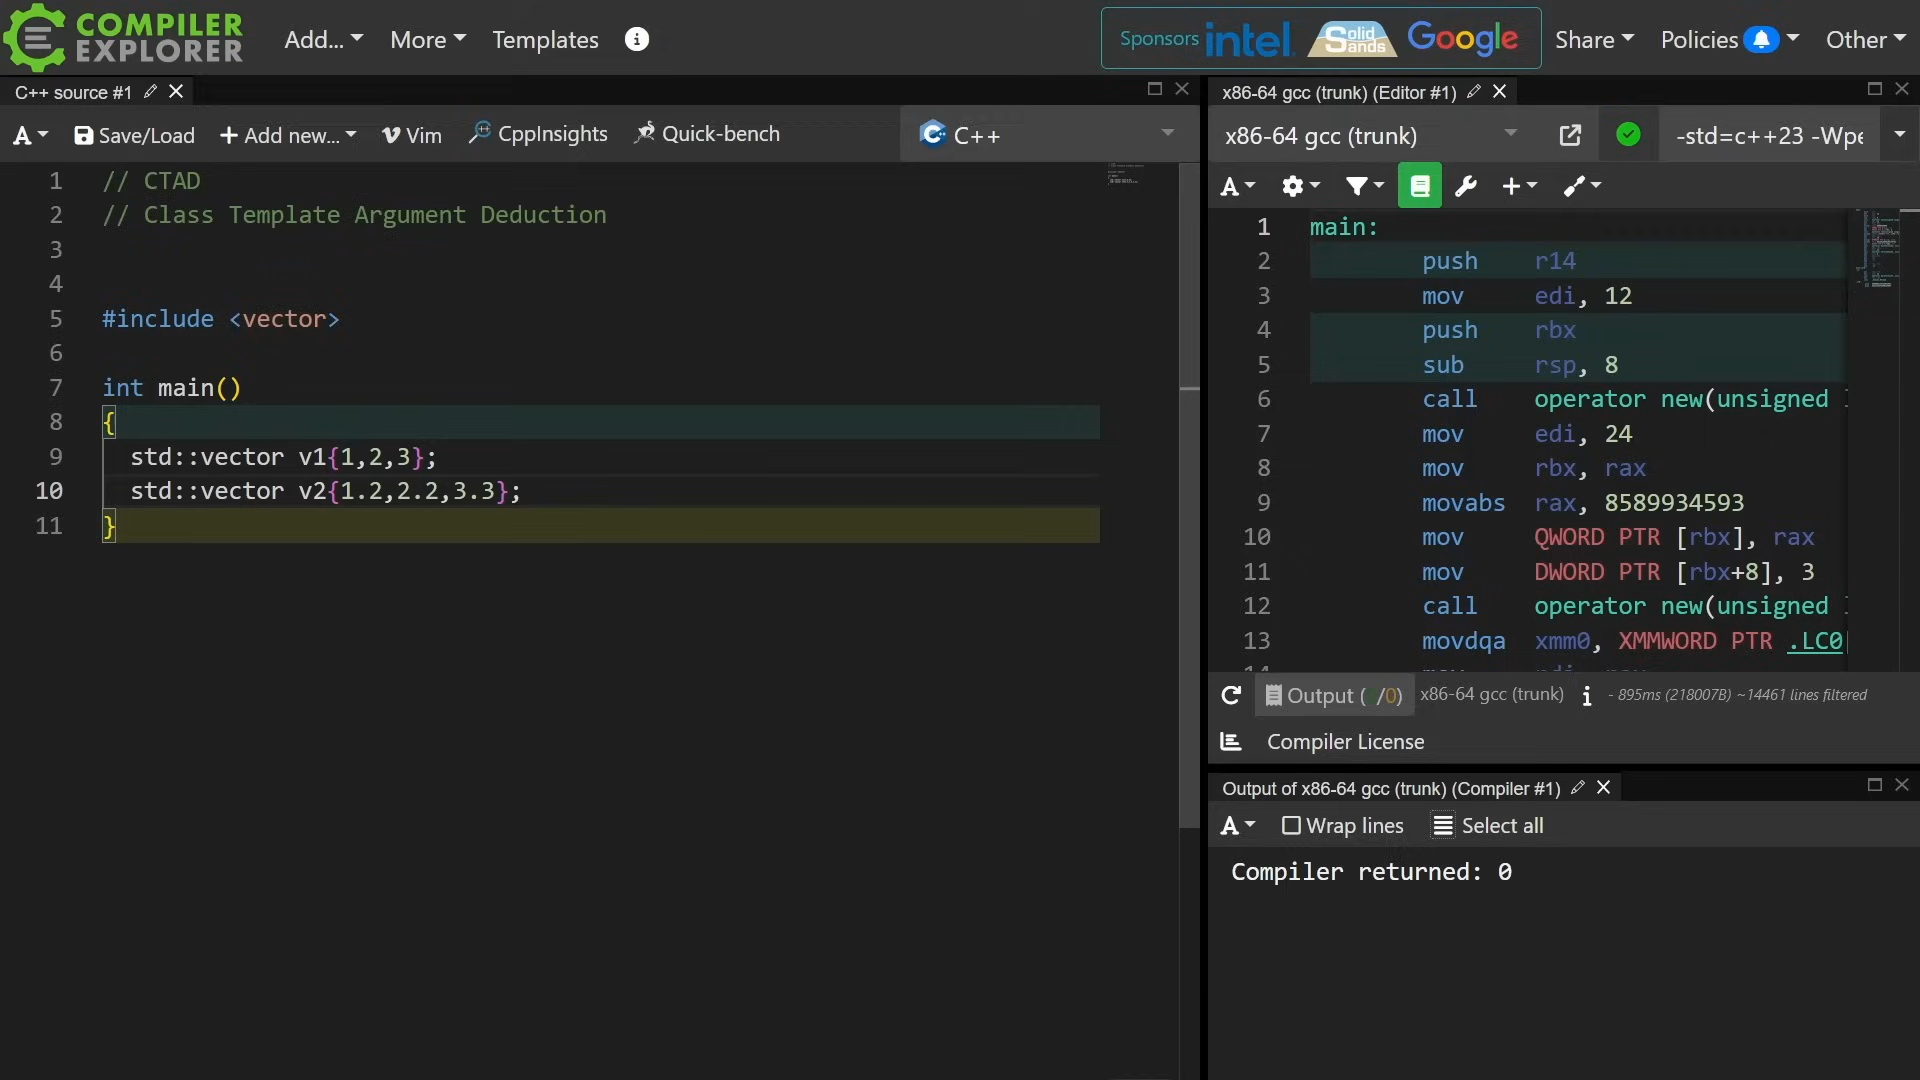 COMPILER
EXPLORER
Add...
More
Templates
Sponsors
intel.
Solid
Sands
Google
Share
Policies
Other
C++ source #1
A
Save/Load
+ Add new...
Vim
CppInsights
Quick-bench
C++
1 // CTAD
2 // Class Template Argument Deduction
3
4
5 #include <vector>
6
7 int main()
8 {
9 std::vector v1{1,2,3};
10 std::vector v2{1.2,2.2,3.3};
11 }
x86-64 gcc (trunk) (Editor #1)
x86-64 gcc (trunk)
-std=c++23 -Wpe
A
1 main:
2 push r14
3 mov edi, 12
4 push rbx
5 sub rsp, 8
6 call operator new(unsigned
7 mov edi, 24
8 mov rbx, rax
9 movabs rax, 8589934593
10 mov QWORD PTR [rbx], rax
11 mov DWORD PTR [rbx+8], 3
12 call operator new(unsigned
13 movdqa xmm0, XMMWORD PTR .LC0
Output ( /0)
x86-64 gcc (trunk)
- 895ms (218007B) ~14461 lines filtered
Compiler License
Output of x86-64 gcc (trunk) (Compiler #1)
A
Wrap lines
Select all
Compiler returned: 0